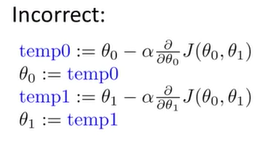 Incorrect:
temp0 := θ₀ − α ∂/∂θ₀ J(θ₀, θ₁)
θ₀ := temp0
temp1 := θ₁ − α ∂/∂θ₁ J(θ₀, θ₁)
θ₁ := temp1